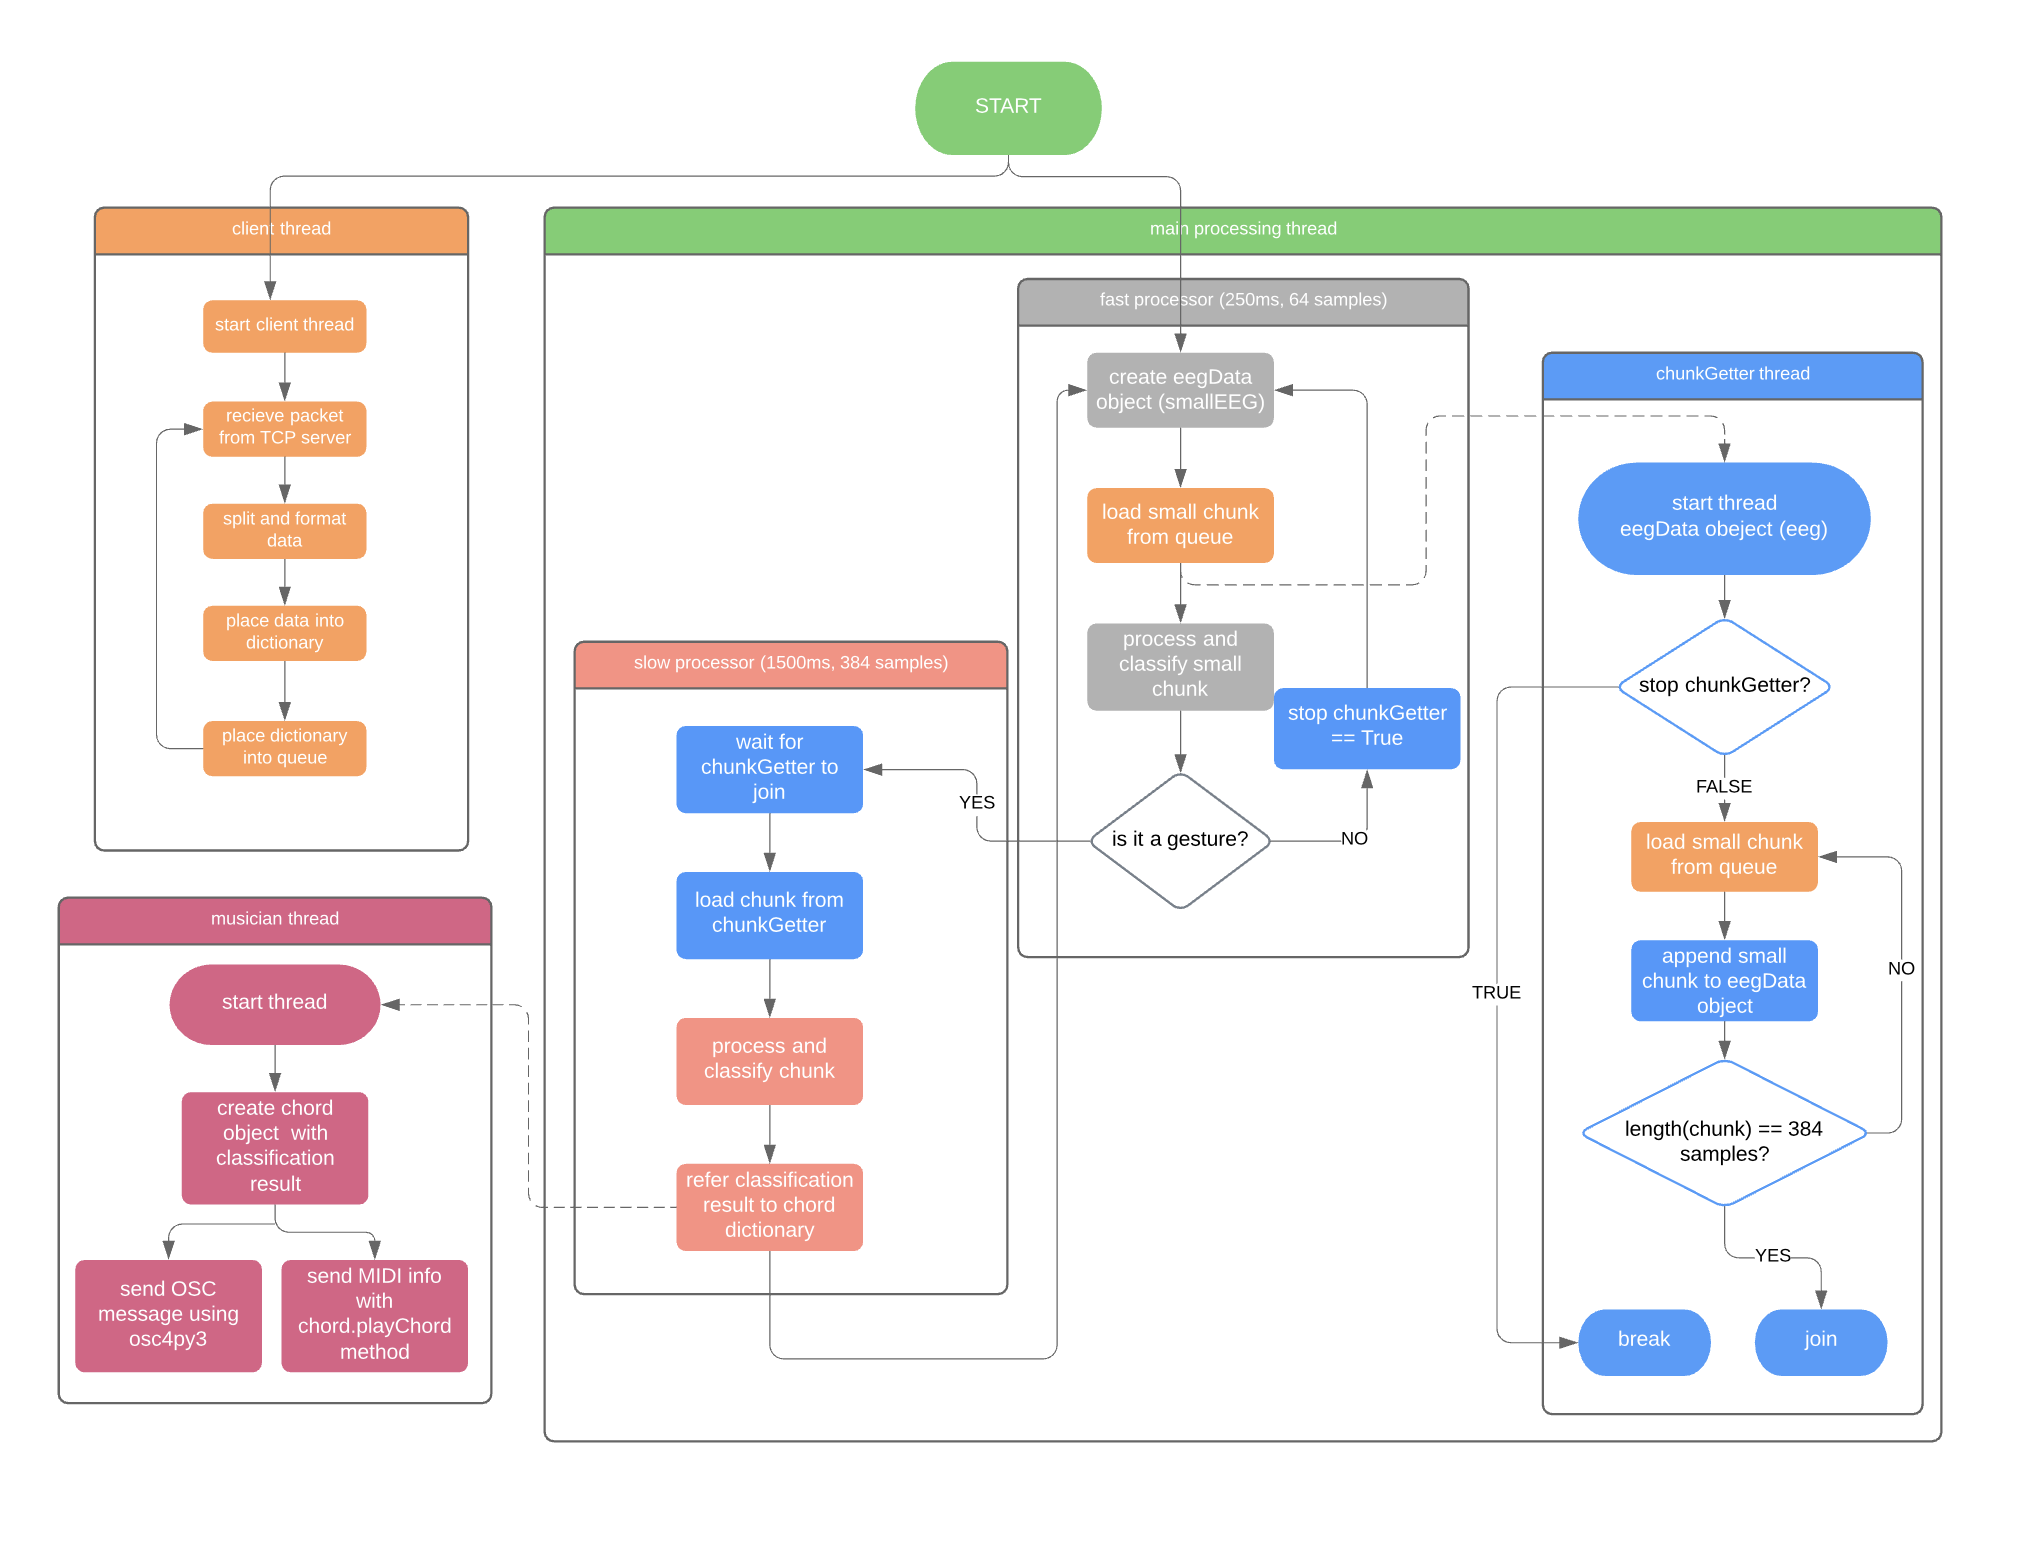 START
client thread
start client thread
recieve packet
from TCP server
split and format
data
place data into
dictionary
place dictionary
into queue
musician thread
start thread
create chord
object  with
classification
result
send OSC
message using
osc4py3
send MIDI info
with
chord.playChord
method
main processing thread
slow processor (1500ms, 384 samples)
wait for
chunkGetter to
join
load chunk from
chunkGetter
process and
classify chunk
refer classification
result to chord
dictionary
fast processor (250ms, 64 samples)
create eegData
object (smallEEG)
load small chunk
from queue
process and
classify small
chunk
is it a gesture?
YES
NO
stop chunkGetter
== True
chunkGetter thread
start thread
eegData obeject (eeg)
stop chunkGetter?
TRUE
FALSE
load small chunk
from queue
append small
chunk to eegData
object
NO
length(chunk) == 384
samples?
YES
break
join